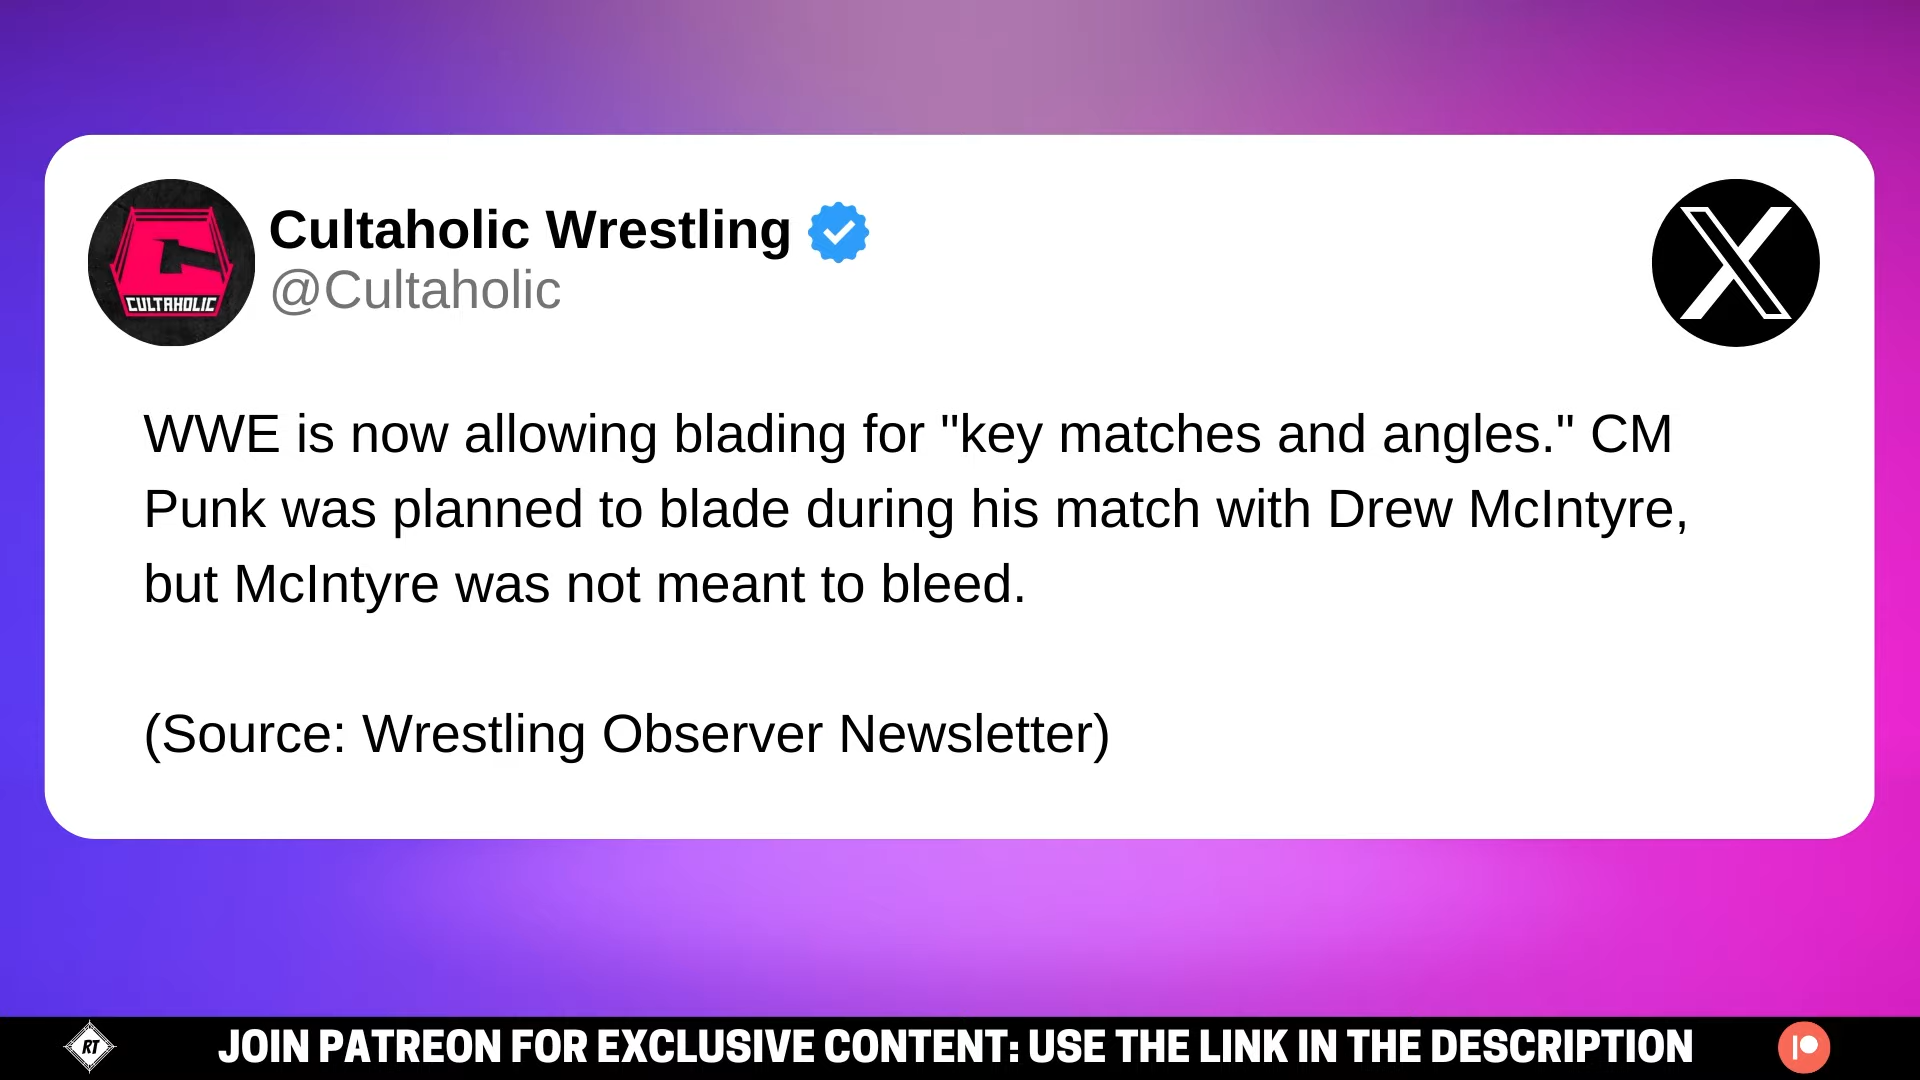 Cultaholic Wrestling
@Cultaholic
CULTAHOLIC
WWE is now allowing blading for "key matches and angles." CM
Punk was planned to blade during his match with Drew McIntyre,
but McIntyre was not meant to bleed.
(Source: Wrestling Observer Newsletter)
RT
JOIN PATREON FOR EXCLUSIVE CONTENT: USE THE LINK IN THE DESCRIPTION